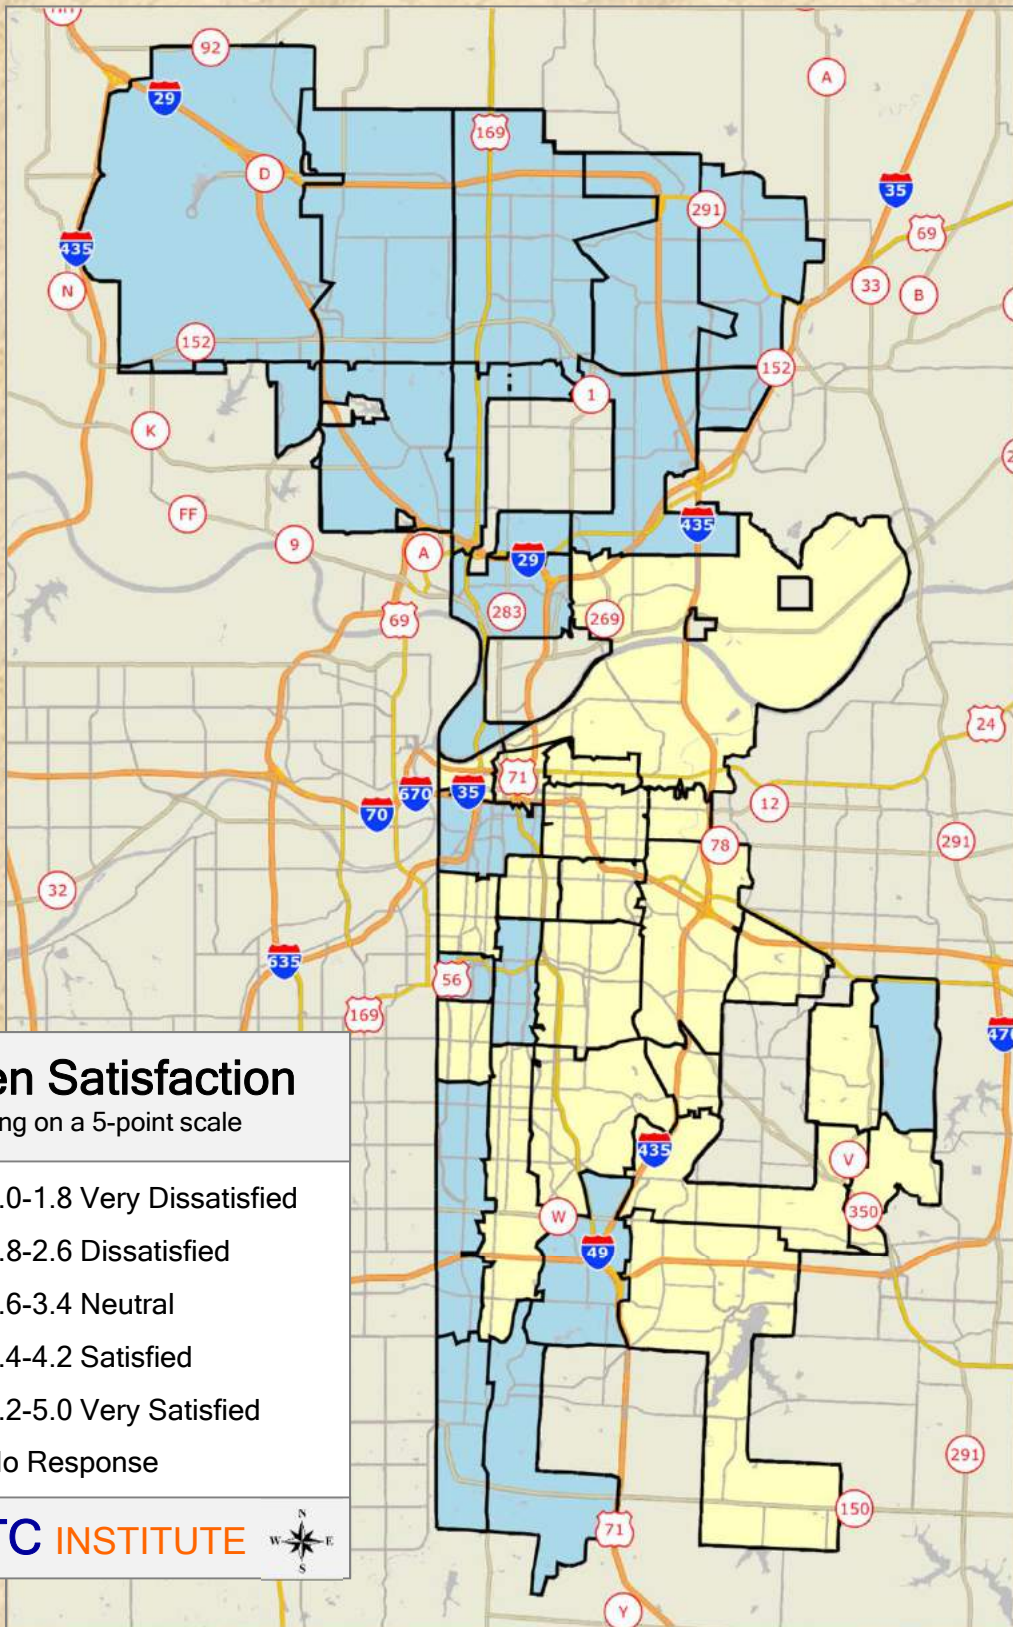 92
A
29
169
D
35
291
69
435
N
33
B
152
152
1
K
FF
9
A
435
29
283
269
69
24
71
670
35
70
12
78
291
32
635
56
169
470
en Satisfaction
ng on a 5-point scale
435
V
.0-1.8 Very Dissatisfied
350
W
.8-2.6 Dissatisfied
49
.6-3.4 Neutral
.4-4.2 Satisfied
.2-5.0 Very Satisfied
291
No Response
150
TC INSTITUTE
N
W E
S
71
Y